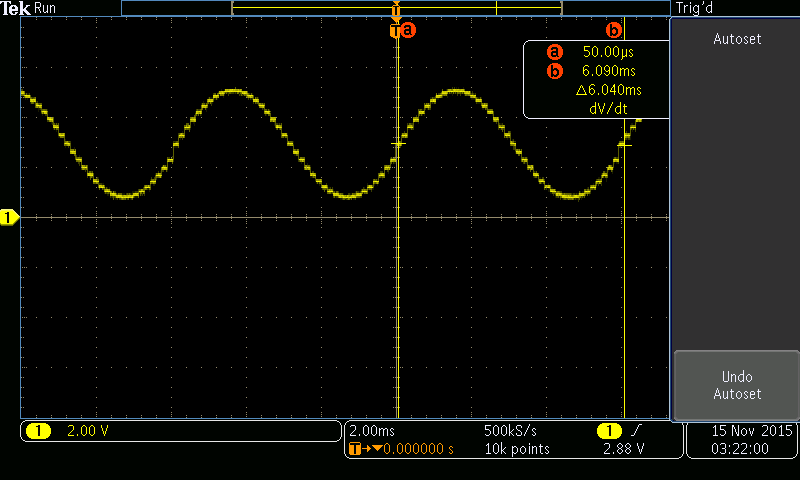 Tek Run Trig'd
T
T a b
Autoset
a 50.00µs
b 6.090ms
△6.040ms
dV/dt
1
Undo
Autoset
1 2.00 V
2.00ms 500kS/s 1
T→▼0.000000 s 10k points 2.88 V
15 Nov 2015
03:22:00